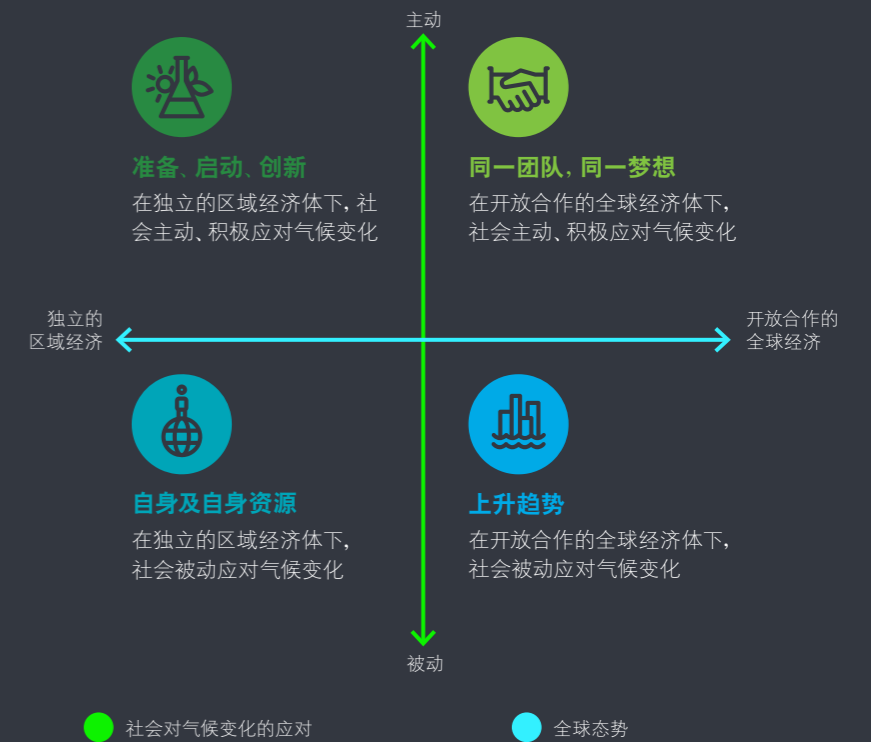 主动
准备、启动、创新
在独立的区域经济体下，社
会主动、积极应对气候变化
同一团队，同一梦想
在开放合作的全球经济体下，
社会主动、积极应对气候变化
独立的
区域经济
开放合作的
全球经济
自身及自身资源
在独立的区域经济体下，
社会被动应对气候变化
上升趋势
在开放合作的全球经济体下，
社会被动应对气候变化
被动
社会对气候变化的应对
全球态势